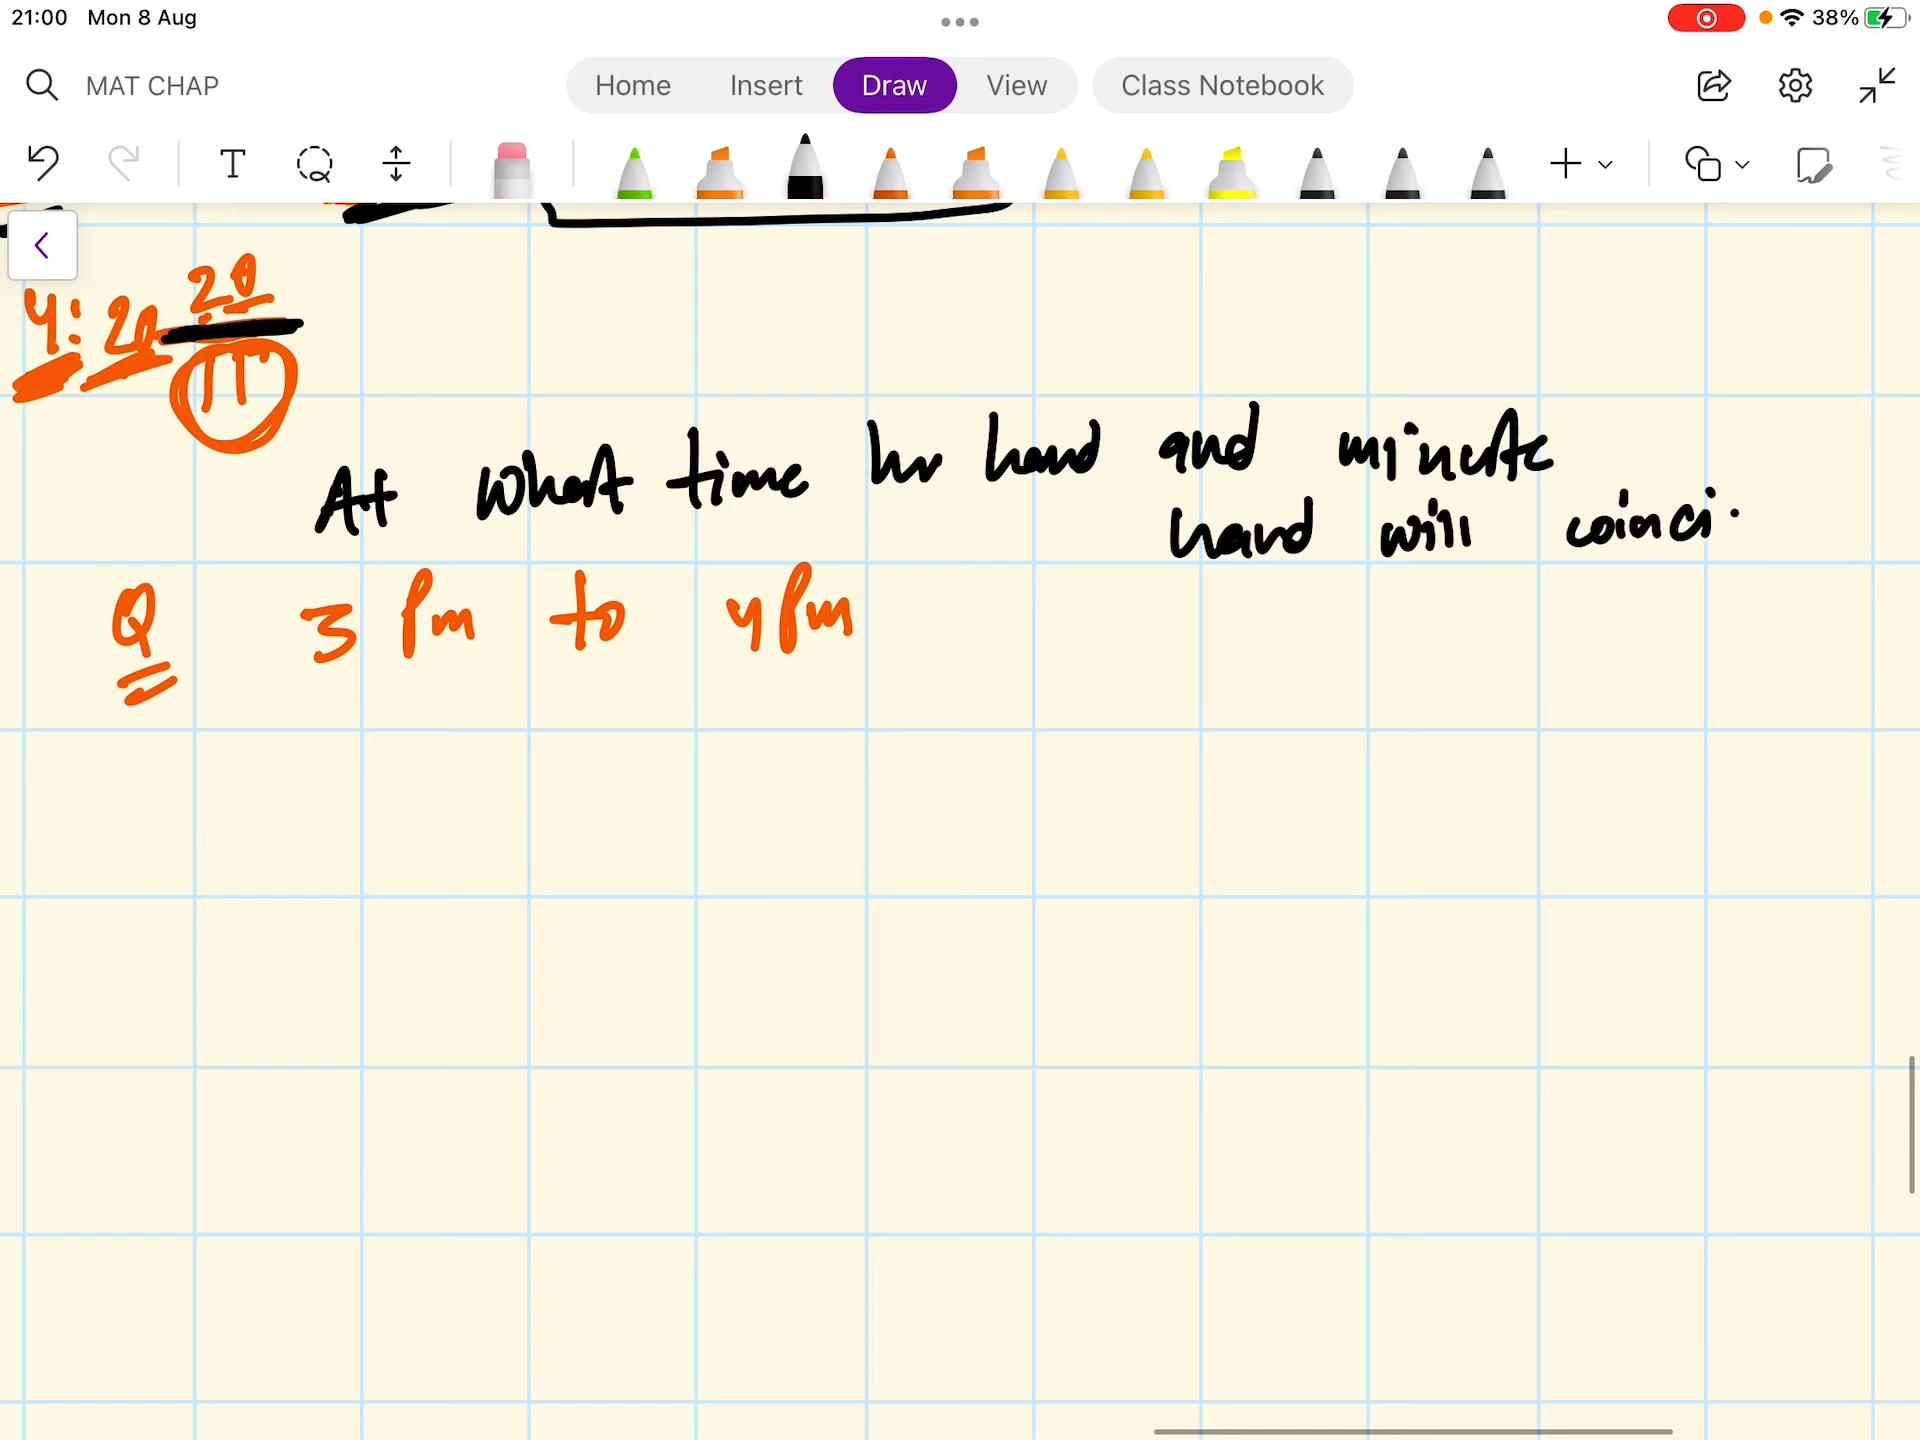 21:00 Mon 8 Aug
38%
MAT CHAP
Home Insert Draw View Class Notebook
T
20
4: 20
11
At what time hr hand and minute
hand will coinci.
Q 3 Pm to 4 Pm